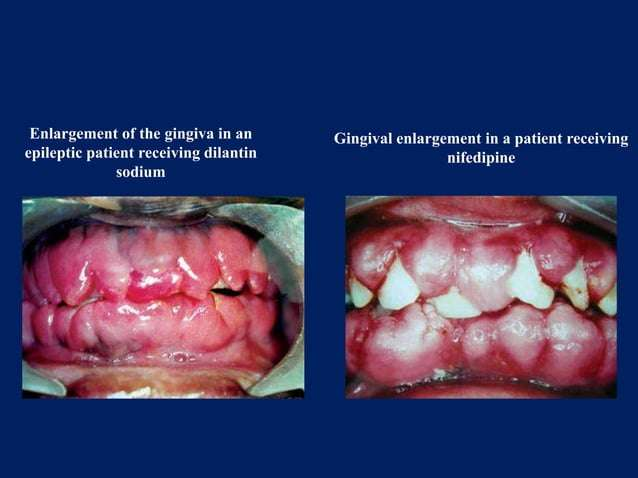 Enlargement of the gingiva in an
epileptic patient receiving dilantin
sodium
Gingival enlargement in a patient receiving
nifedipine